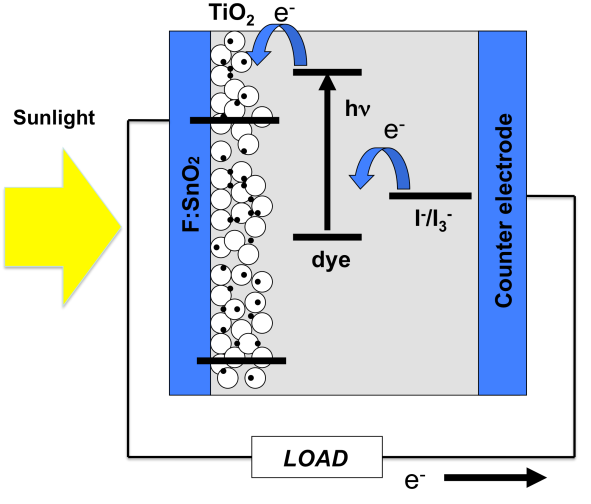 TiO₂
e⁻
Sunlight
hν
e⁻
F:SnO₂
Counter electrode
I⁻/I₃⁻
dye
LOAD
e⁻